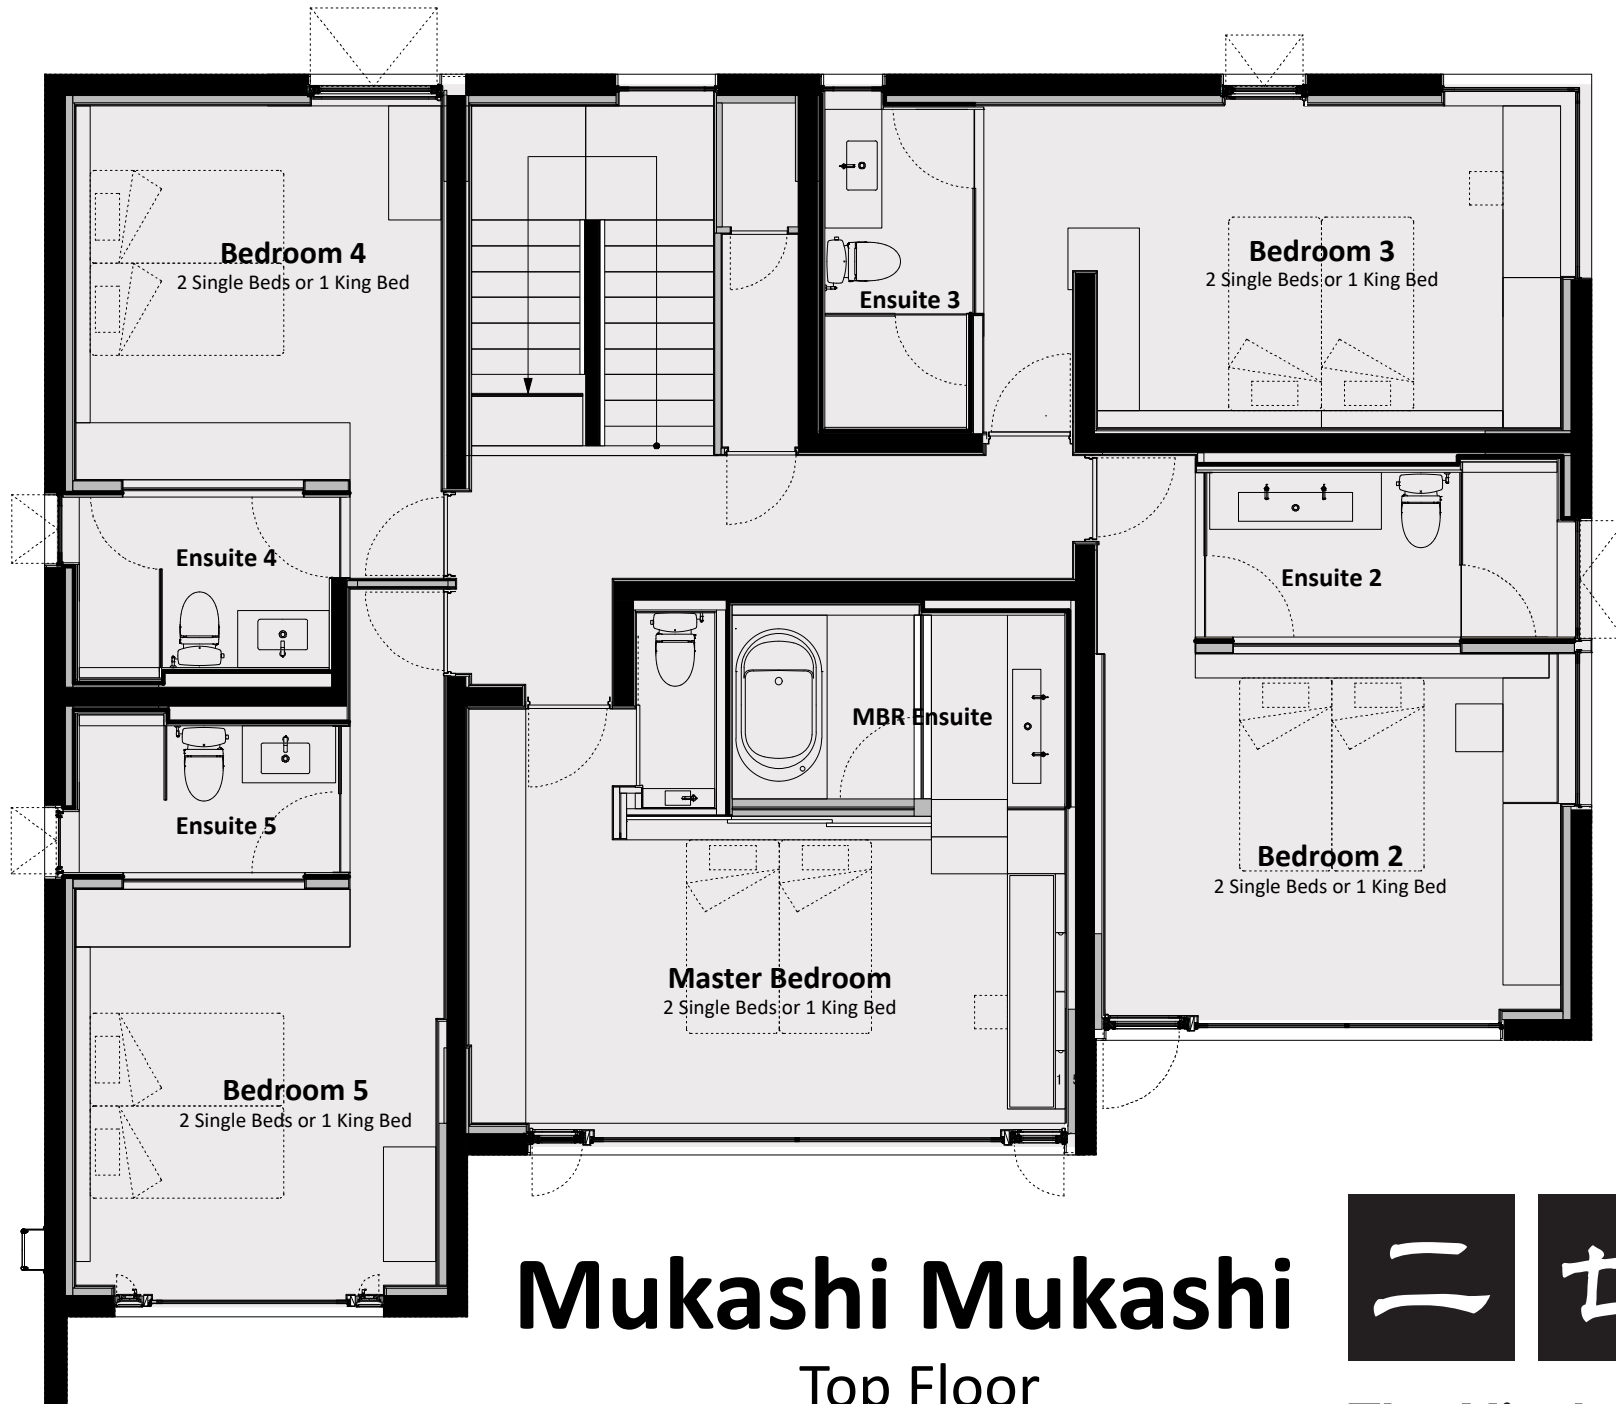 Bedroom 4
2 Single Beds or 1 King Bed
Bedroom 3
2 Single Beds or 1 King Bed
Ensuite 3
Ensuite 4
Ensuite 2
MBR Ensuite
Ensuite 5
Bedroom 2
2 Single Beds or 1 King Bed
Master Bedroom
2 Single Beds or 1 King Bed
Bedroom 5
2 Single Beds or 1 King Bed
1
Mukashi Mukashi
Top Floor
二